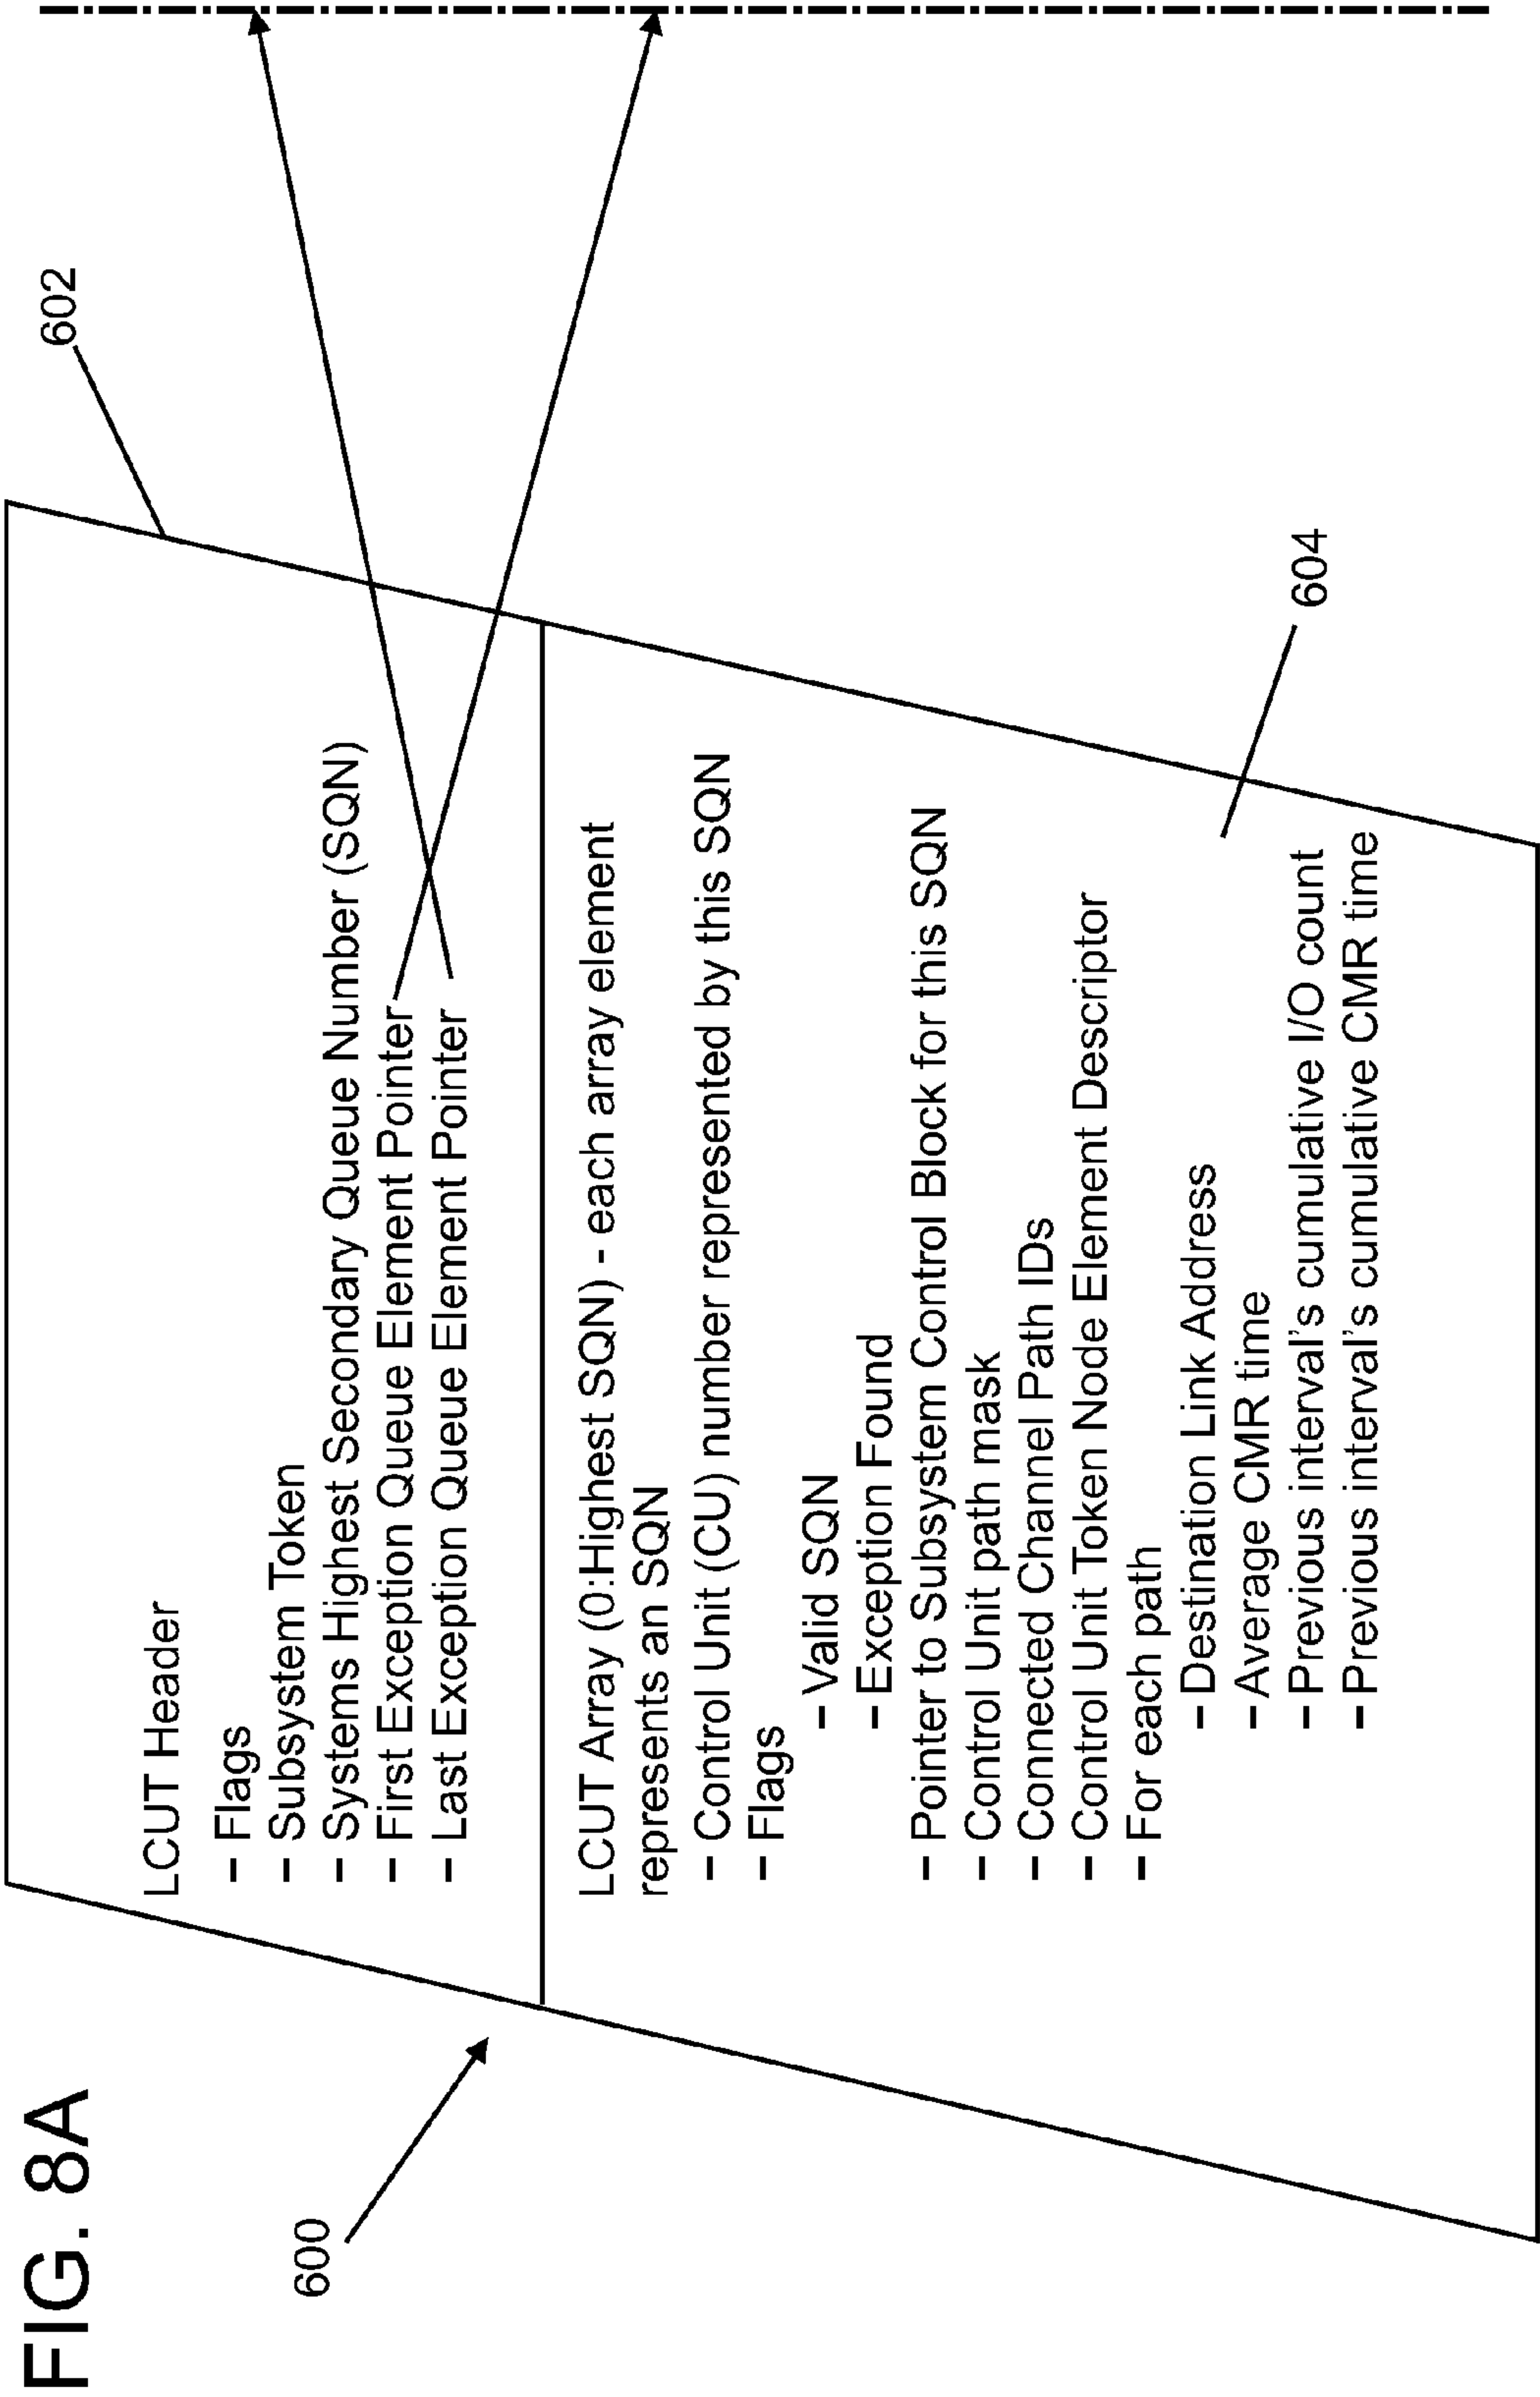 FIG. 8A
600
602
LCUT Header
– Flags
– Subsystem Token
– Systems Highest Secondary Queue Number (SQN)
– First Exception Queue Element Pointer
– Last Exception Queue Element Pointer
LCUT Array (0:Highest SQN) - each array element
represents an SQN
– Control Unit (CU) number represented by this SQN
– Flags
– Valid SQN
– Exception Found
– Pointer to Subsystem Control Block for this SQN
– Control Unit path mask
– Connected Channel Path IDs
– Control Unit Token Node Element Descriptor
– For each path
– Destination Link Address
– Average CMR time
– Previous interval's cumulative I/O count
– Previous interval's cumulative CMR time
604